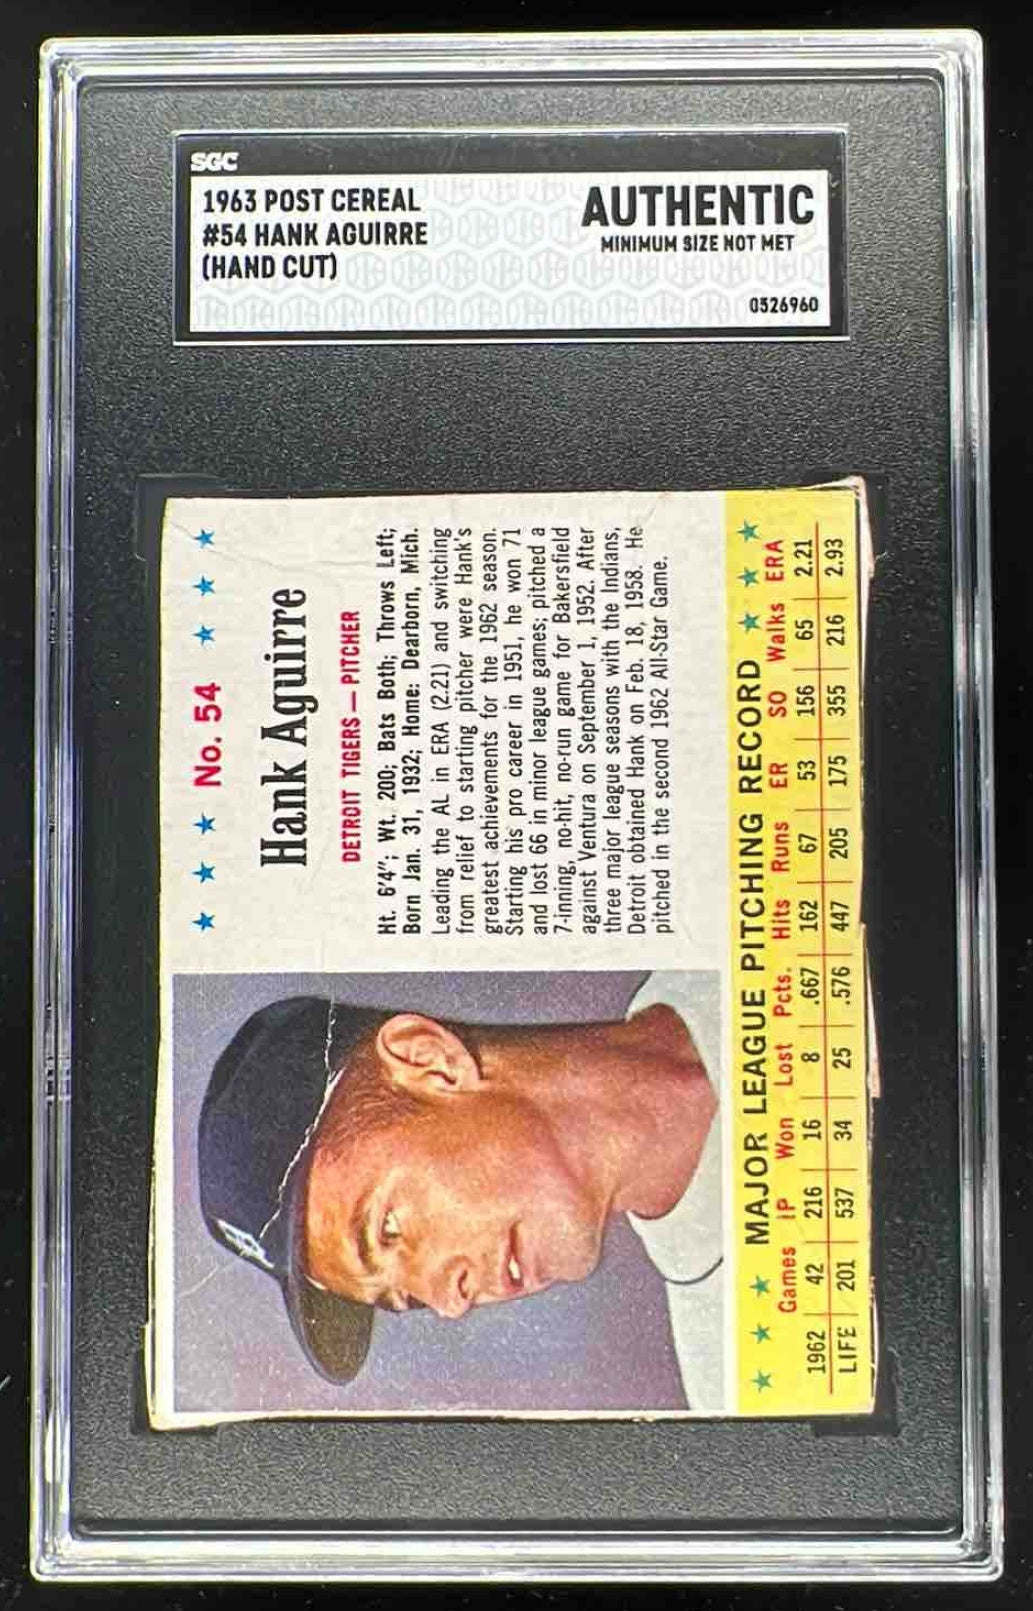 SGC
1963 POST CEREAL
#54 HANK AGUIRRE
(HAND CUT)
AUTHENTIC
MINIMUM SIZE NOT MET
0526960
★ ★ ★ No. 54 ★ ★ ★
Hank Aguirre
DETROIT TIGERS — PITCHER
Ht. 6'4"; Wt. 200; Bats Both; Throws Left;
Born Jan. 31, 1932; Home: Dearborn, Mich.
Leading the AL in ERA (2.21) and switching
from relief to starting pitcher were Hank's
greatest achievements for the 1962 season.
Starting his pro career in 1951, he won 71
and lost 66 in minor league games; pitched a
7-inning, no-hit, no-run game for Bakersfield
against Ventura on September 1, 1952. After
three major league seasons with the Indians,
Detroit obtained Hank on Feb. 18, 1958. He
pitched in the second 1962 All-Star Game.
★ ★ ★ MAJOR LEAGUE PITCHING RECORD ★ ★ ★
Games IP Won Lost Pcts. Hits Runs ER SO Walks ERA
1962 42 216 16 8 .667 162 67 53 156 65 2.21
LIFE 201 537 34 25 .576 447 205 175 355 216 2.93